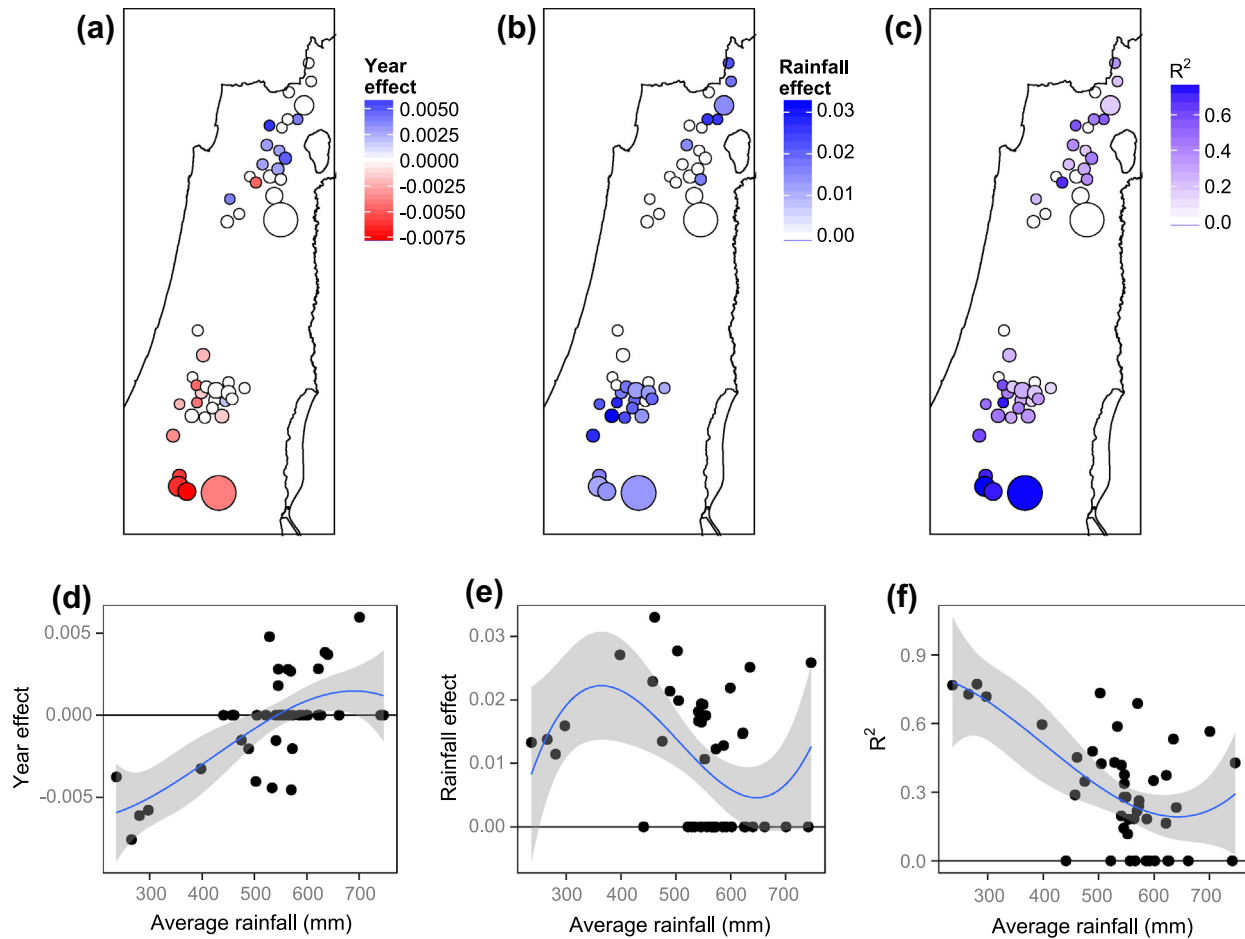 (a)
Year
effect
0.0050
0.0025
0.0000
-0.0025
-0.0050
-0.0075
(b)
Rainfall
effect
0.03
0.02
0.01
0.00
(c)
R²
0.6
0.4
0.2
0.0
(d)
Year effect
0.005
0.000
-0.005
300 400 500 600 700
Average rainfall (mm)
(e)
Rainfall effect
0.03
0.02
0.01
0.00
300 400 500 600 700
Average rainfall (mm)
(f)
R²
0.9
0.6
0.3
0.0
300 400 500 600 700
Average rainfall (mm)